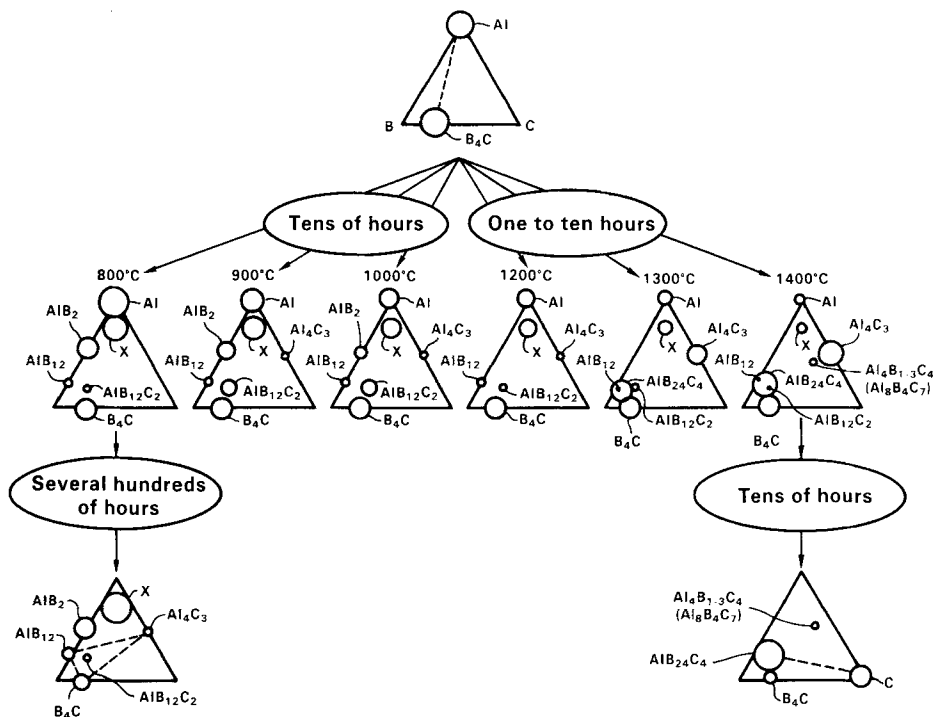 Al
B
C
B₄C
Tens of hours
One to ten hours
800°C
900°C
1000°C
1200°C
1300°C
1400°C
Al
AlB₂
X
AlB₁₂
AlB₁₂C₂
B₄C
Al
AlB₂
X
Al₄C₃
AlB₁₂
AlB₁₂C₂
B₄C
Al
AlB₂
X
Al₄C₃
AlB₁₂
AlB₁₂C₂
B₄C
Al
X
Al₄C₃
AlB₁₂
AlB₁₂C₂
B₄C
Al
X
Al₄C₃
AlB₁₂
AlB₂₄C₄
AlB₁₂C₂
B₄C
Al
X
Al₄C₃
AlB₁₂
Al₄B₁₋₃C₄
(Al₈B₄C₇)
AlB₂₄C₄
AlB₁₂C₂
B₄C
Several hundreds
of hours
Tens of hours
X
AlB₂
Al₄C₃
AlB₁₂
AlB₁₂C₂
B₄C
Al₄B₁₋₃C₄
(Al₈B₄C₇)
AlB₂₄C₄
C
B₄C